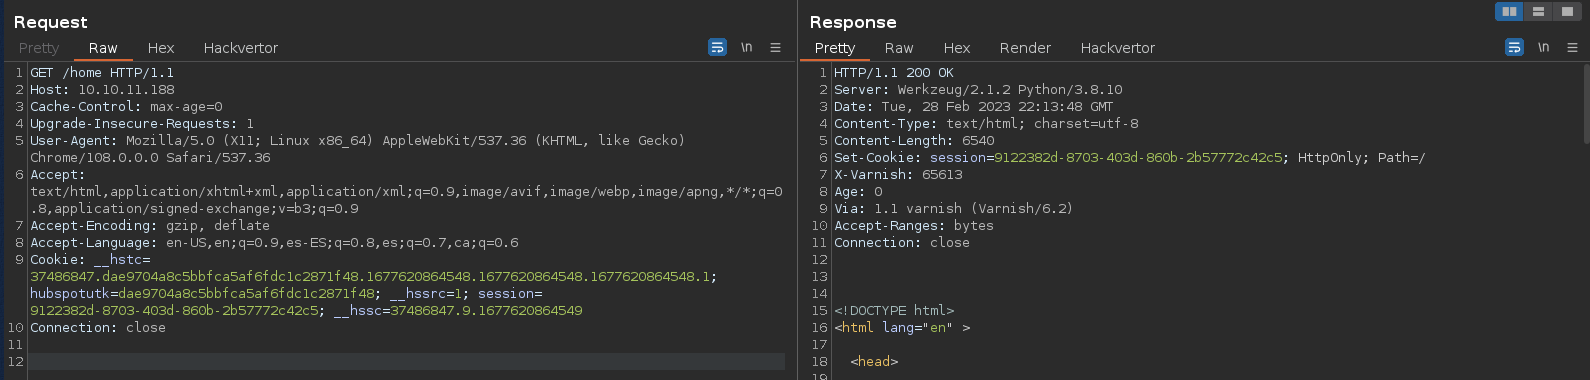 Request
Pretty Raw Hex Hackvertor \n
1 GET /home HTTP/1.1
2 Host: 10.10.11.188
3 Cache-Control: max-age=0
4 Upgrade-Insecure-Requests: 1
5 User-Agent: Mozilla/5.0 (X11; Linux x86_64) AppleWebKit/537.36 (KHTML, like Gecko)
Chrome/108.0.0.0 Safari/537.36
6 Accept:
text/html,application/xhtml+xml,application/xml;q=0.9,image/avif,image/webp,image/apng,*/*;q=0
.8,application/signed-exchange;v=b3;q=0.9
7 Accept-Encoding: gzip, deflate
8 Accept-Language: en-US,en;q=0.9,es-ES;q=0.8,es;q=0.7,ca;q=0.6
9 Cookie: __hstc=
37486847.dae9704a8c5bbfca5af6fdc1c2871f48.1677620864548.1677620864548.1677620864548.1;
hubspotutk=dae9704a8c5bbfca5af6fdc1c2871f48; __hssrc=1; session=
9122382d-8703-403d-860b-2b57772c42c5; __hssc=37486847.9.1677620864549
10 Connection: close
11
12
Response
Pretty Raw Hex Render Hackvertor \n
1 HTTP/1.1 200 OK
2 Server: Werkzeug/2.1.2 Python/3.8.10
3 Date: Tue, 28 Feb 2023 22:13:48 GMT
4 Content-Type: text/html; charset=utf-8
5 Content-Length: 6540
6 Set-Cookie: session=9122382d-8703-403d-860b-2b57772c42c5; HttpOnly; Path=/
7 X-Varnish: 65613
8 Age: 0
9 Via: 1.1 varnish (Varnish/6.2)
10 Accept-Ranges: bytes
11 Connection: close
12
13
14
15 <!DOCTYPE html>
16 <html lang="en" >
17
18 <head>
19